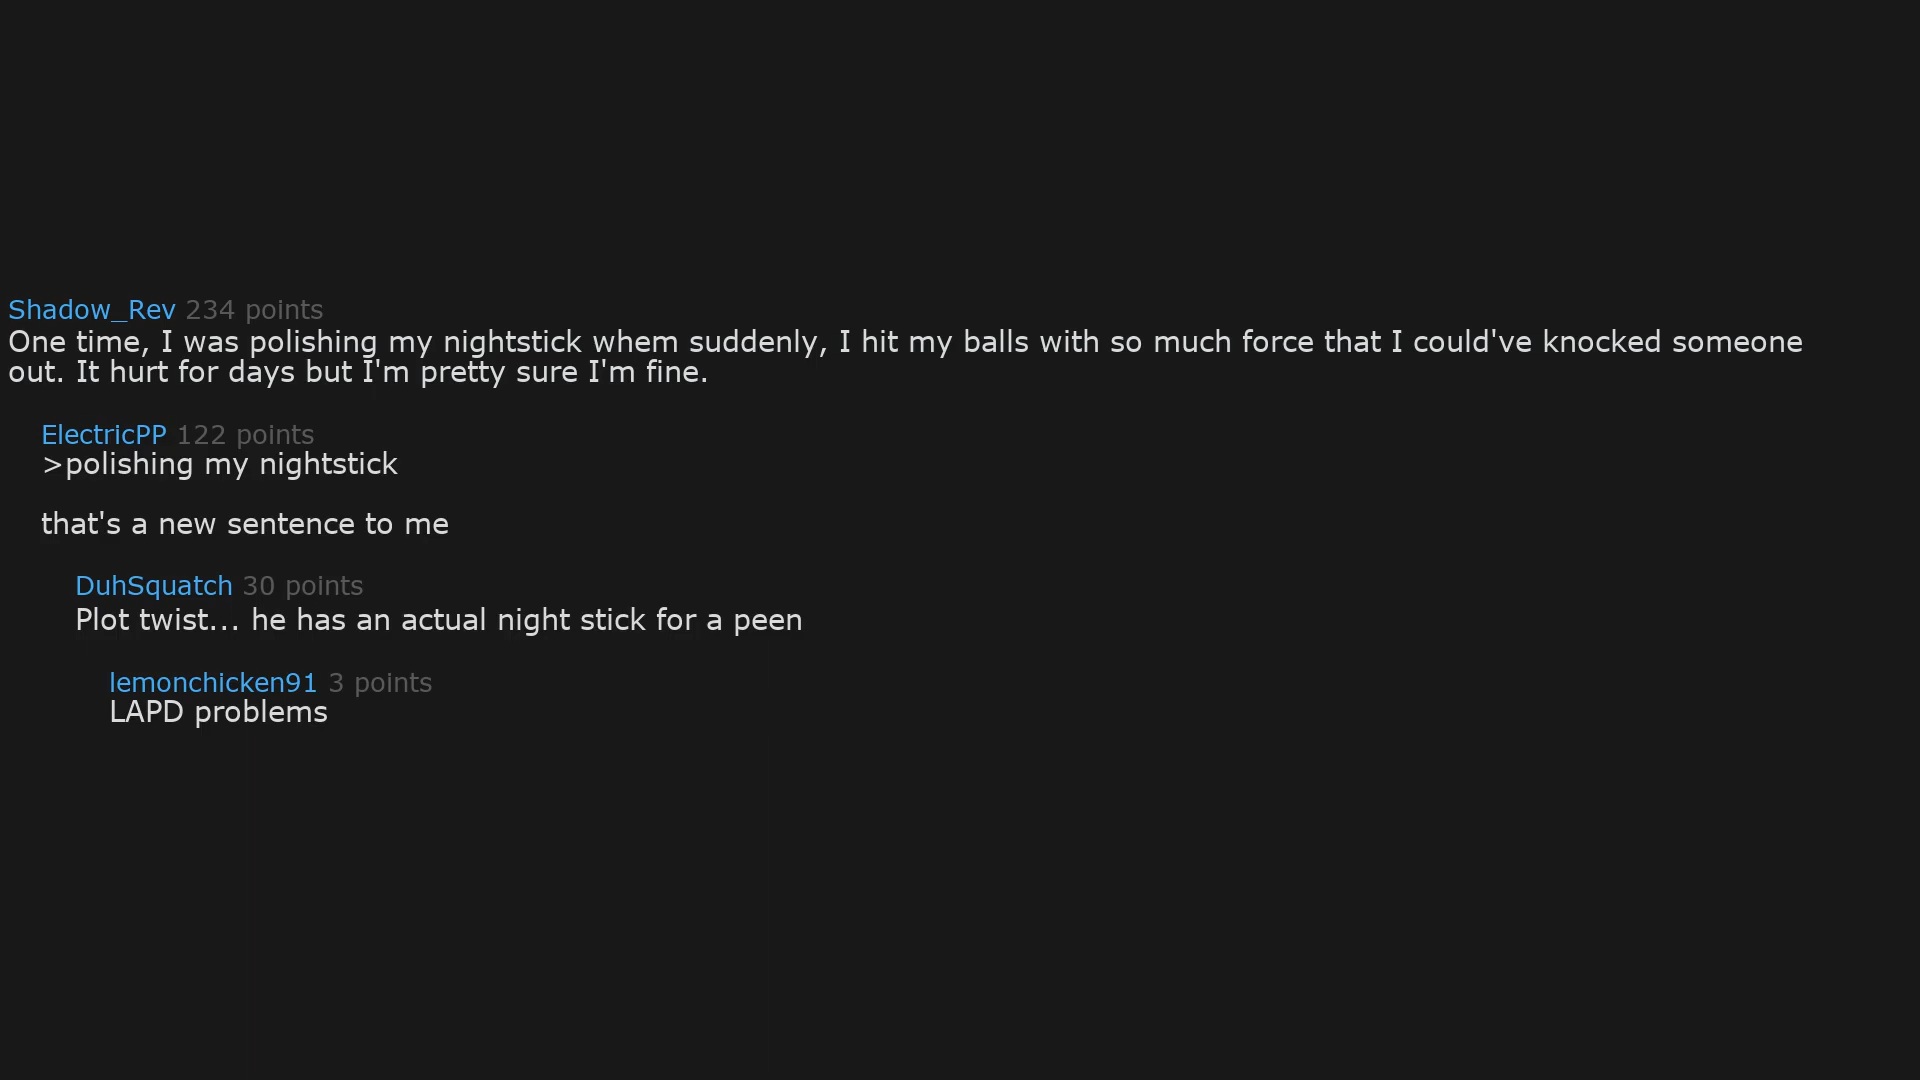 Shadow_Rev 234 points
One time, I was polishing my nightstick whem suddenly, I hit my balls with so much force that I could've knocked someone
out. It hurt for days but I'm pretty sure I'm fine.
ElectricPP 122 points
>polishing my nightstick
that's a new sentence to me
DuhSquatch 30 points
Plot twist... he has an actual night stick for a peen
lemonchicken91 3 points
LAPD problems